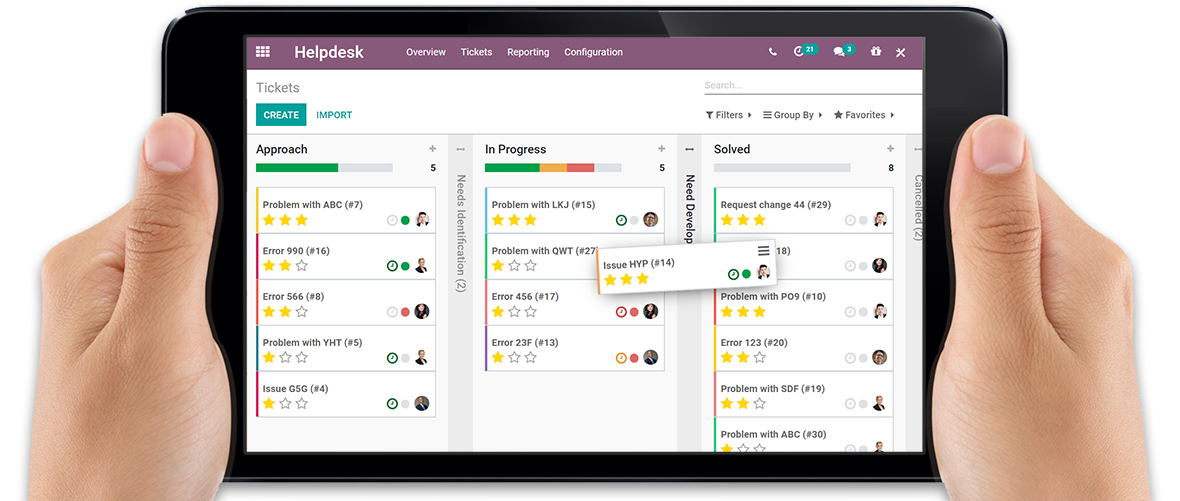 Helpdesk
Overview Tickets Reporting Configuration
21 3
Tickets
Search...
CREATE IMPORT
Filters Group By Favorites
Approach
5
Problem with ABC (#7)
Error 990 (#16)
Error 566 (#8)
Problem with YHT (#5)
Issue G5G (#4)
Needs Identification (2)
In Progress
5
Problem with LKJ (#15)
Problem with QWT (#27
Issue HYP (#14)
Error 456 (#17)
Error 23F (#13)
Need Develop
Solved
8
Request change 44 (#29)
18)
Problem with PO9 (#10)
Error 123 (#20)
Problem with SDF (#19)
Problem with ABC (#30)
Cancelled (2)